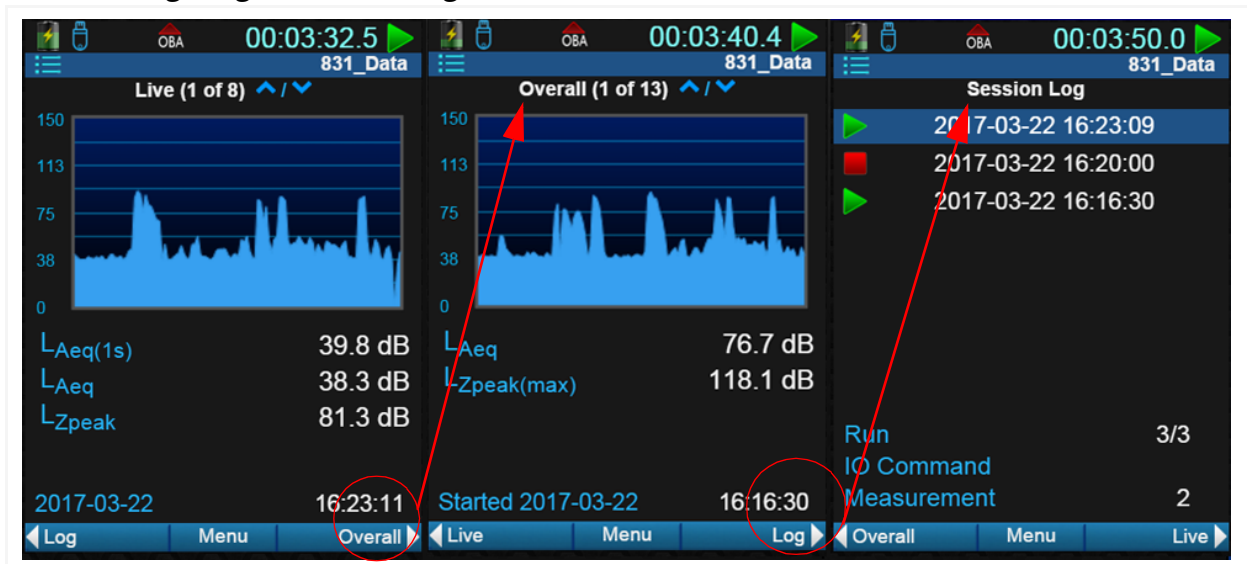 OBA 00:03:32.5
831_Data
Live (1 of 8) /
150
113
75
38
0
LAeq(1s) 39.8 dB
LAeq 38.3 dB
LZpeak 81.3 dB
2017-03-22 16:23:11
Log Menu Overall
OBA 00:03:40.4
831_Data
Overall (1 of 13) /
150
113
75
38
0
LAeq 76.7 dB
LZpeak(max) 118.1 dB
Started 2017-03-22 16:16:30
Live Menu Log
OBA 00:03:50.0
831_Data
Session Log
2017-03-22 16:23:09
2017-03-22 16:20:00
2017-03-22 16:16:30
Run 3/3
IO Command
Measurement 2
Overall Menu Live